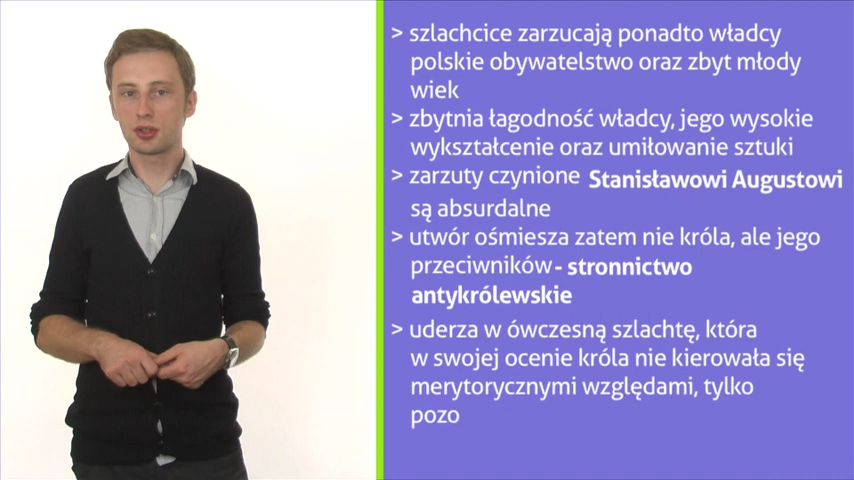 > szlachcice zarzucają ponadto władcy
polskie obywatelstwo oraz zbyt młody
wiek
> zbytnia łagodność władcy, jego wysokie
wykształcenie oraz umiłowanie sztuki
> zarzuty czynione Stanisławowi Augustowi
są absurdalne
> utwór ośmiesza zatem nie króla, ale jego
przeciwników - stronnictwo
antykrólewskie
> uderza w ówczesną szlachtę, która
w swojej ocenie króla nie kierowała się
merytorycznymi względami, tylko
pozo